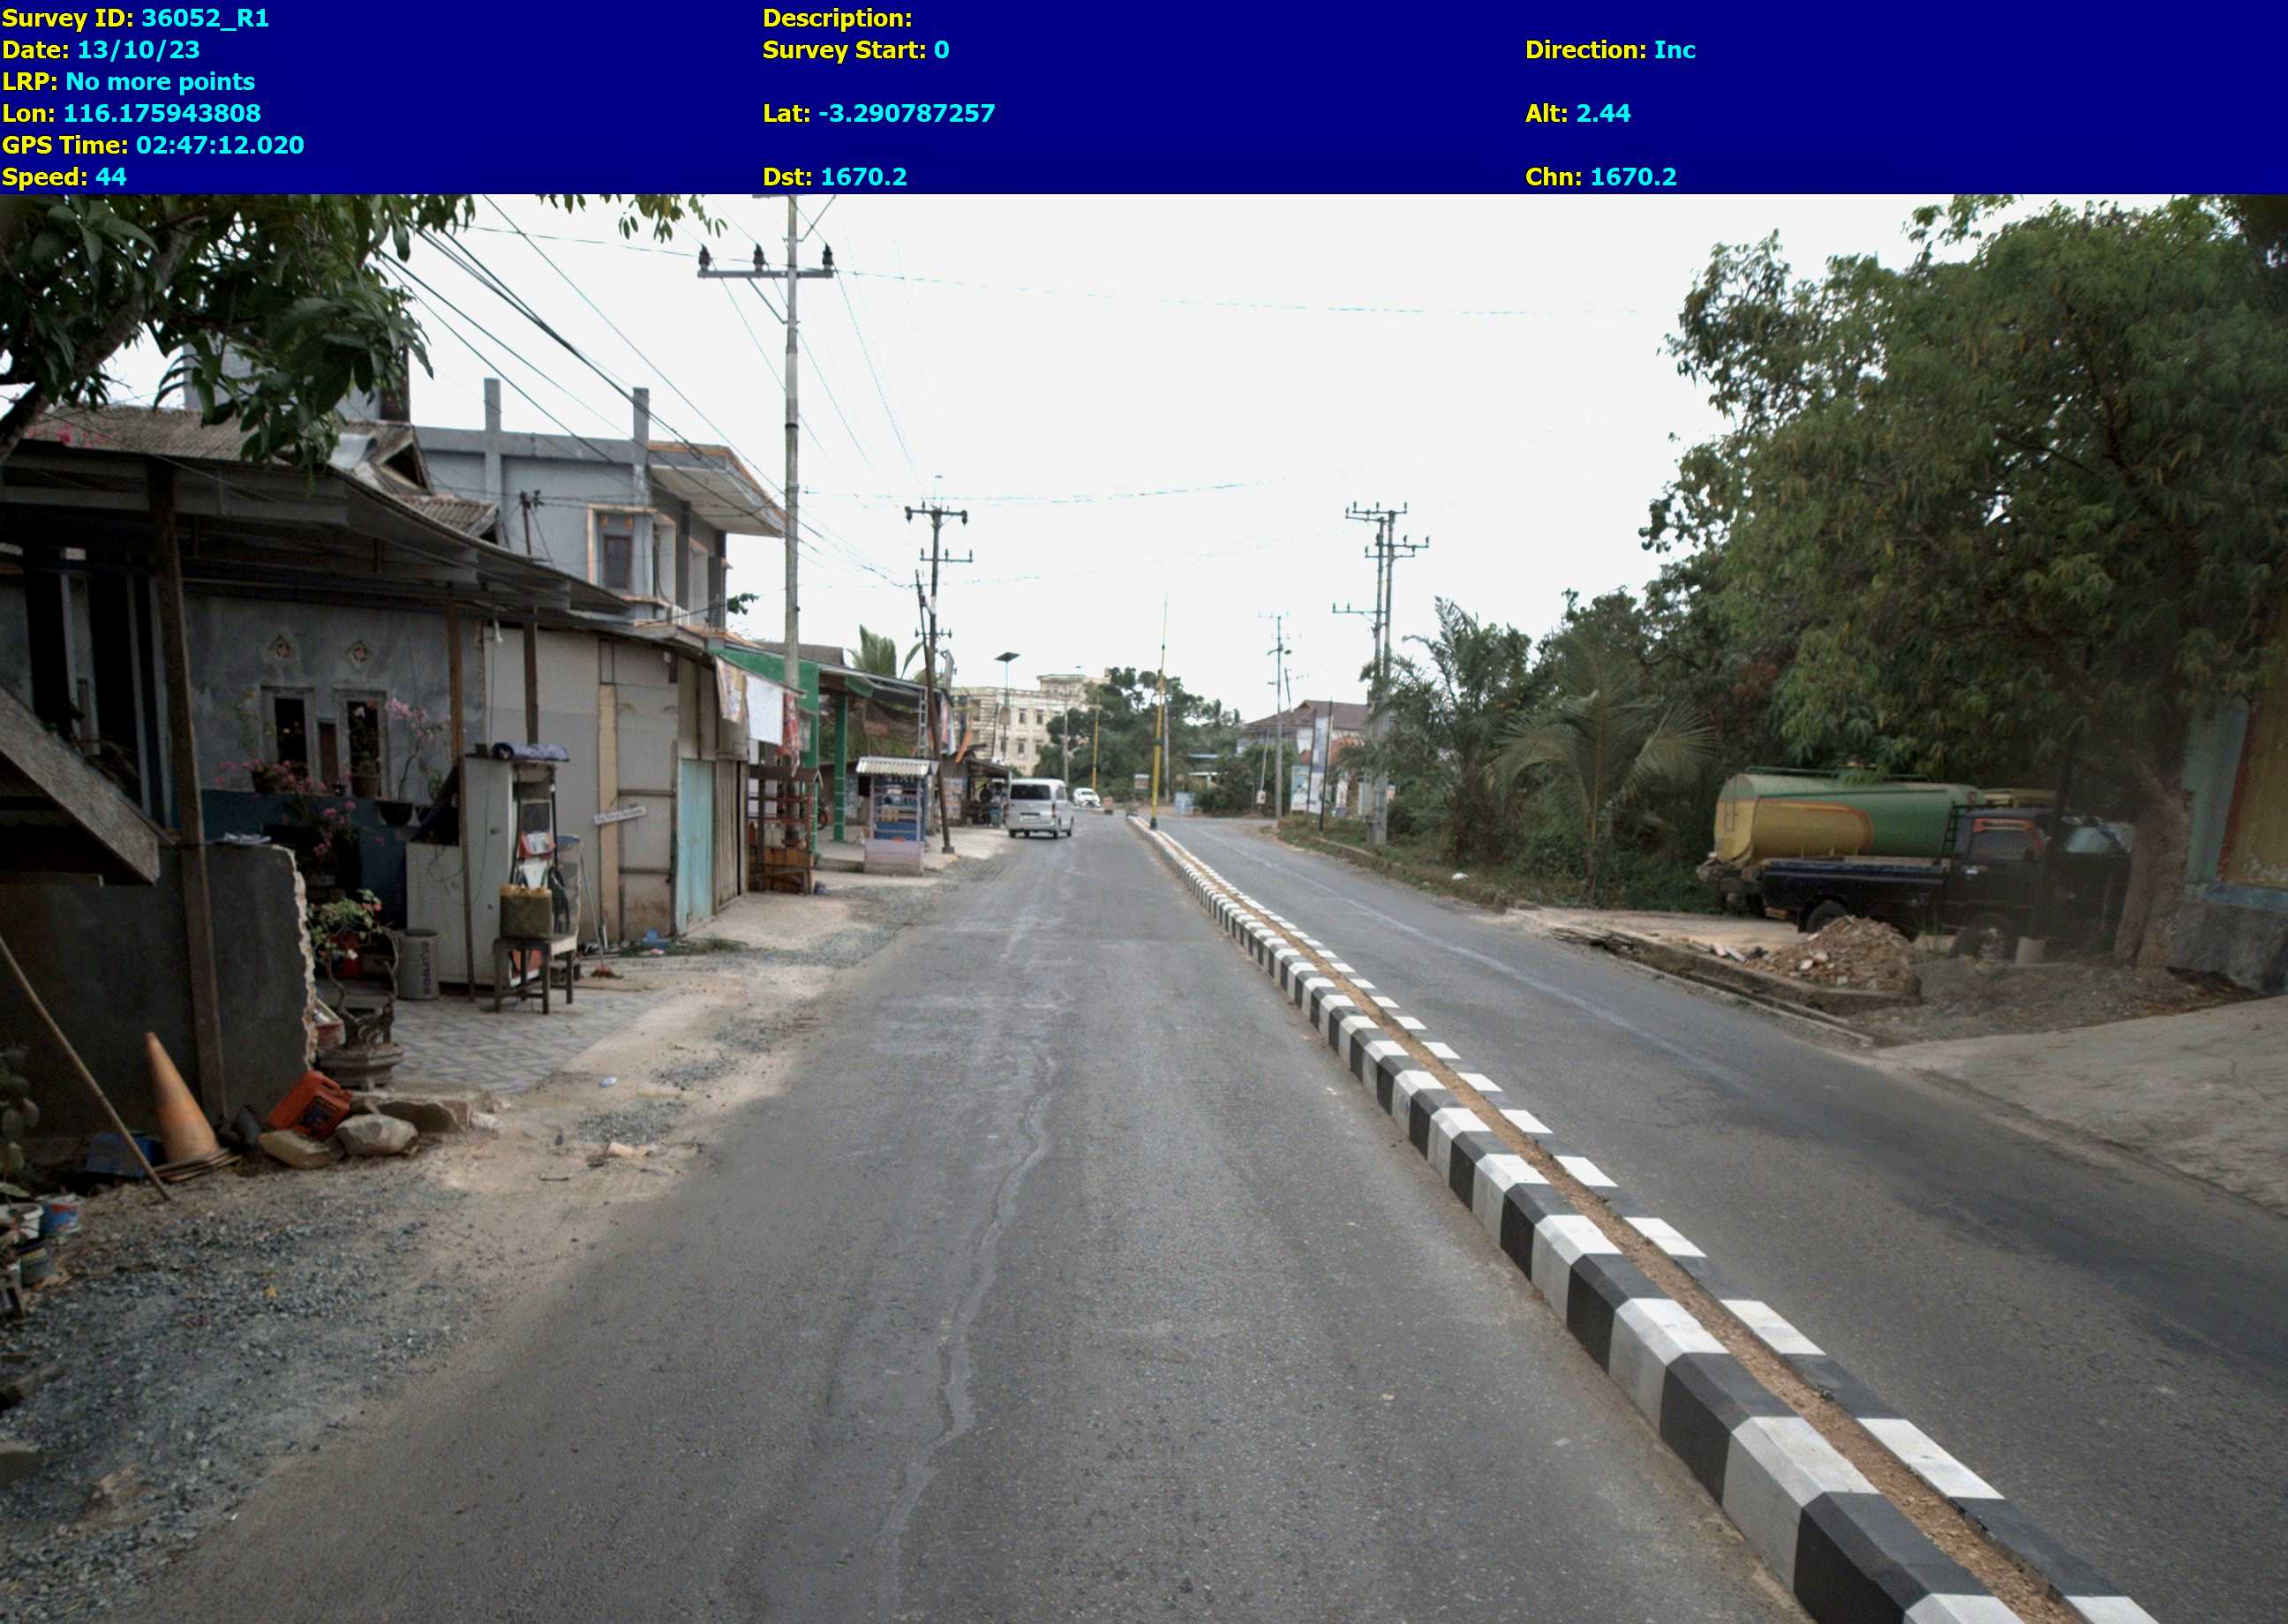 Survey ID: 36052_R1
Description:
Date: 13/10/23
Survey Start: 0
Direction: Inc
LRP: No more points
Lon: 116.175943808
Lat: -3.290787257
Alt: 2.44
GPS Time: 02:47:12.020
Speed: 44
Dst: 1670.2
Chn: 1670.2